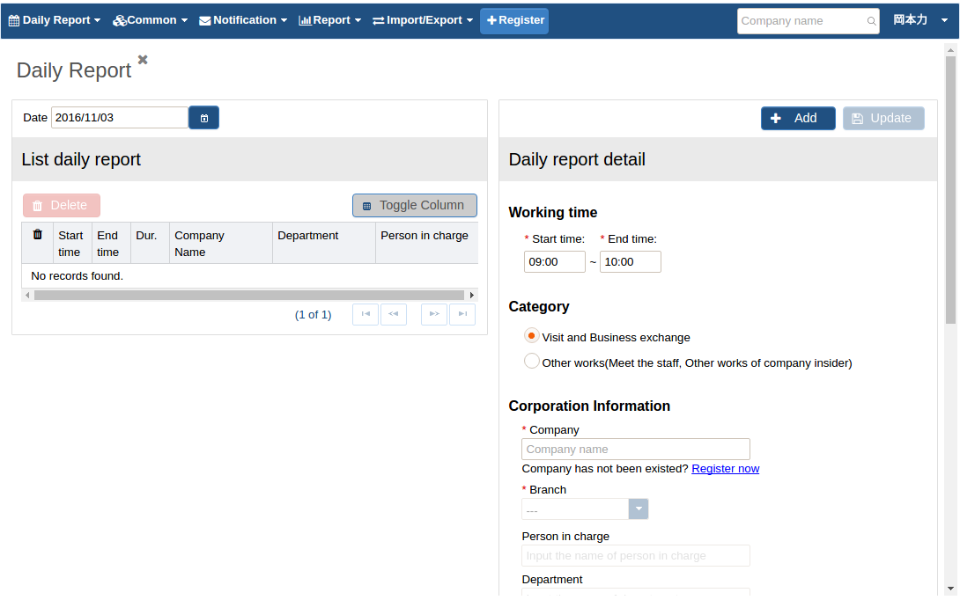 Daily Report Common Notification Report Import/Export Register Company name 岡本力
Daily Report
Date 2016/11/03
List daily report
Delete Toggle Column
Start time End time Dur. Company Name Department Person in charge
No records found.
(1 of 1)
Add Update
Daily report detail
Working time
* Start time: * End time:
09:00 ~ 10:00
Category
Visit and Business exchange
Other works(Meet the staff, Other works of company insider)
Corporation Information
* Company
Company name
Company has not been existed? Register now
* Branch
---
Person in charge
Input the name of person in charge
Department